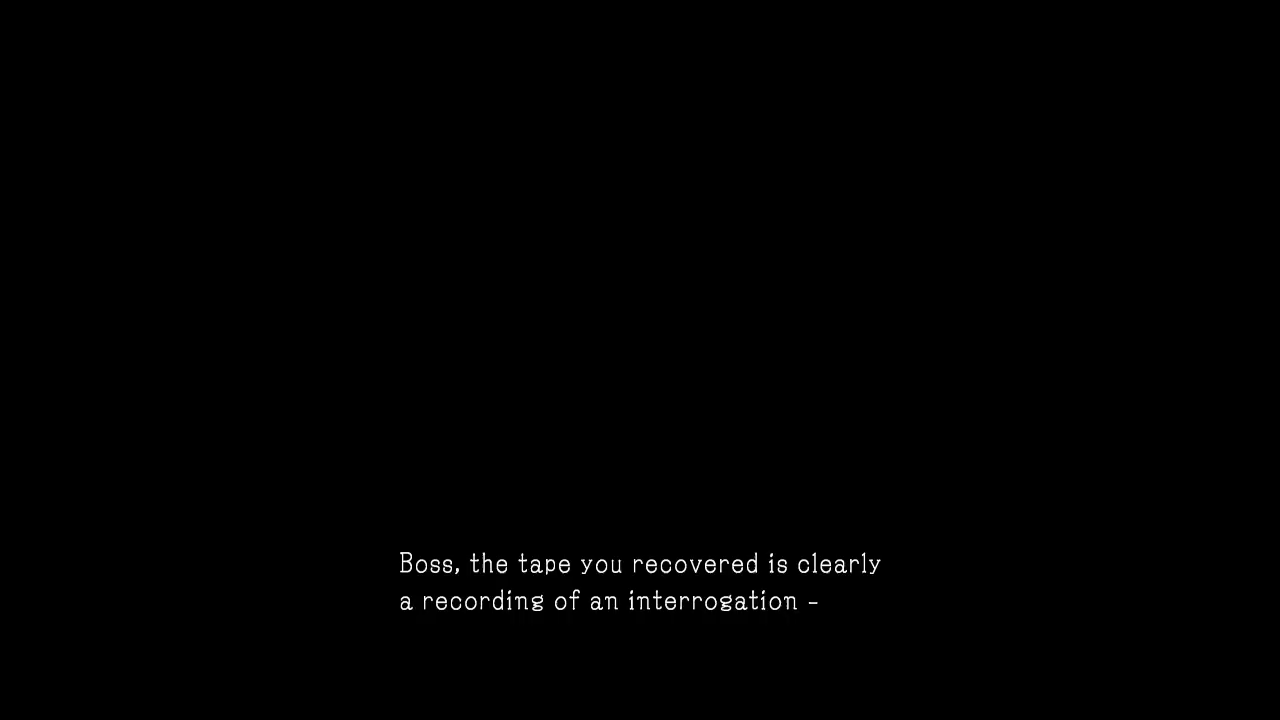 Boss, the tape you recovered is clearly
a recording of an interrogation -